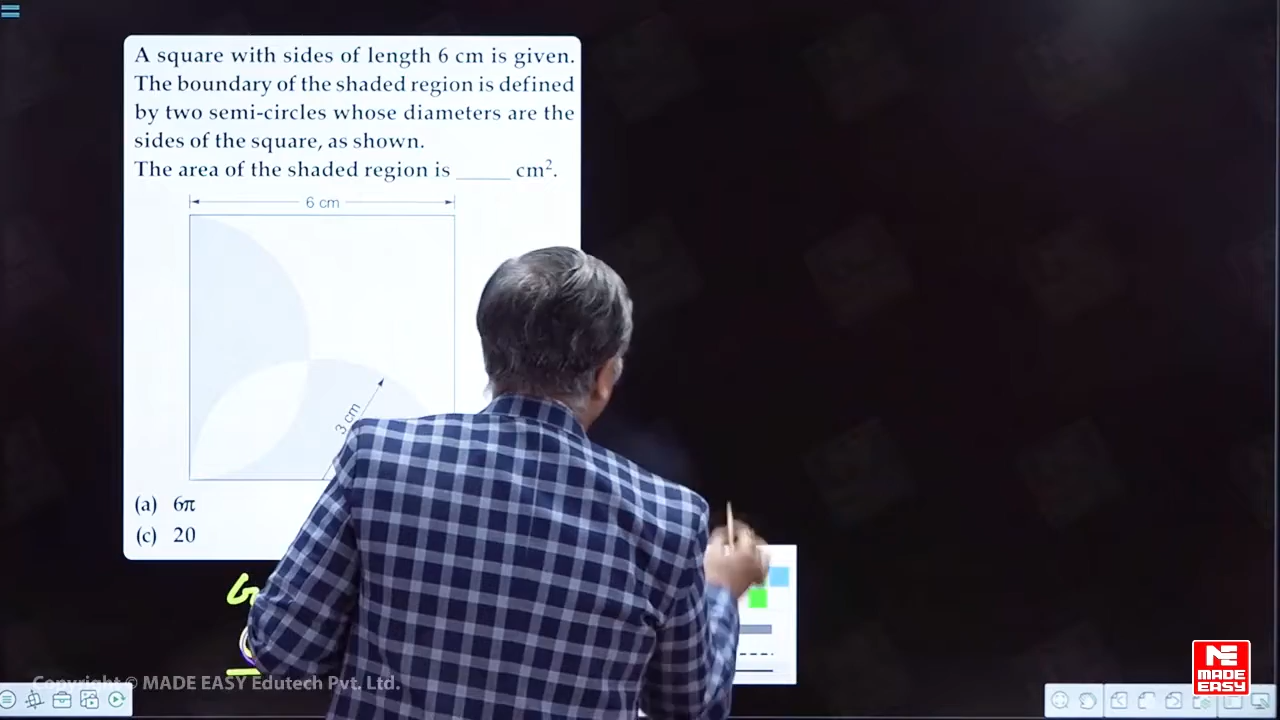 A square with sides of length 6 cm is given.
The boundary of the shaded region is defined
by two semi-circles whose diameters are the
sides of the square, as shown.
The area of the shaded region is _____ cm².
6 cm
3 cm
(a) 6π
(c) 20
Copyright © MADE EASY Edutech Pvt. Ltd.
MADE
EASY